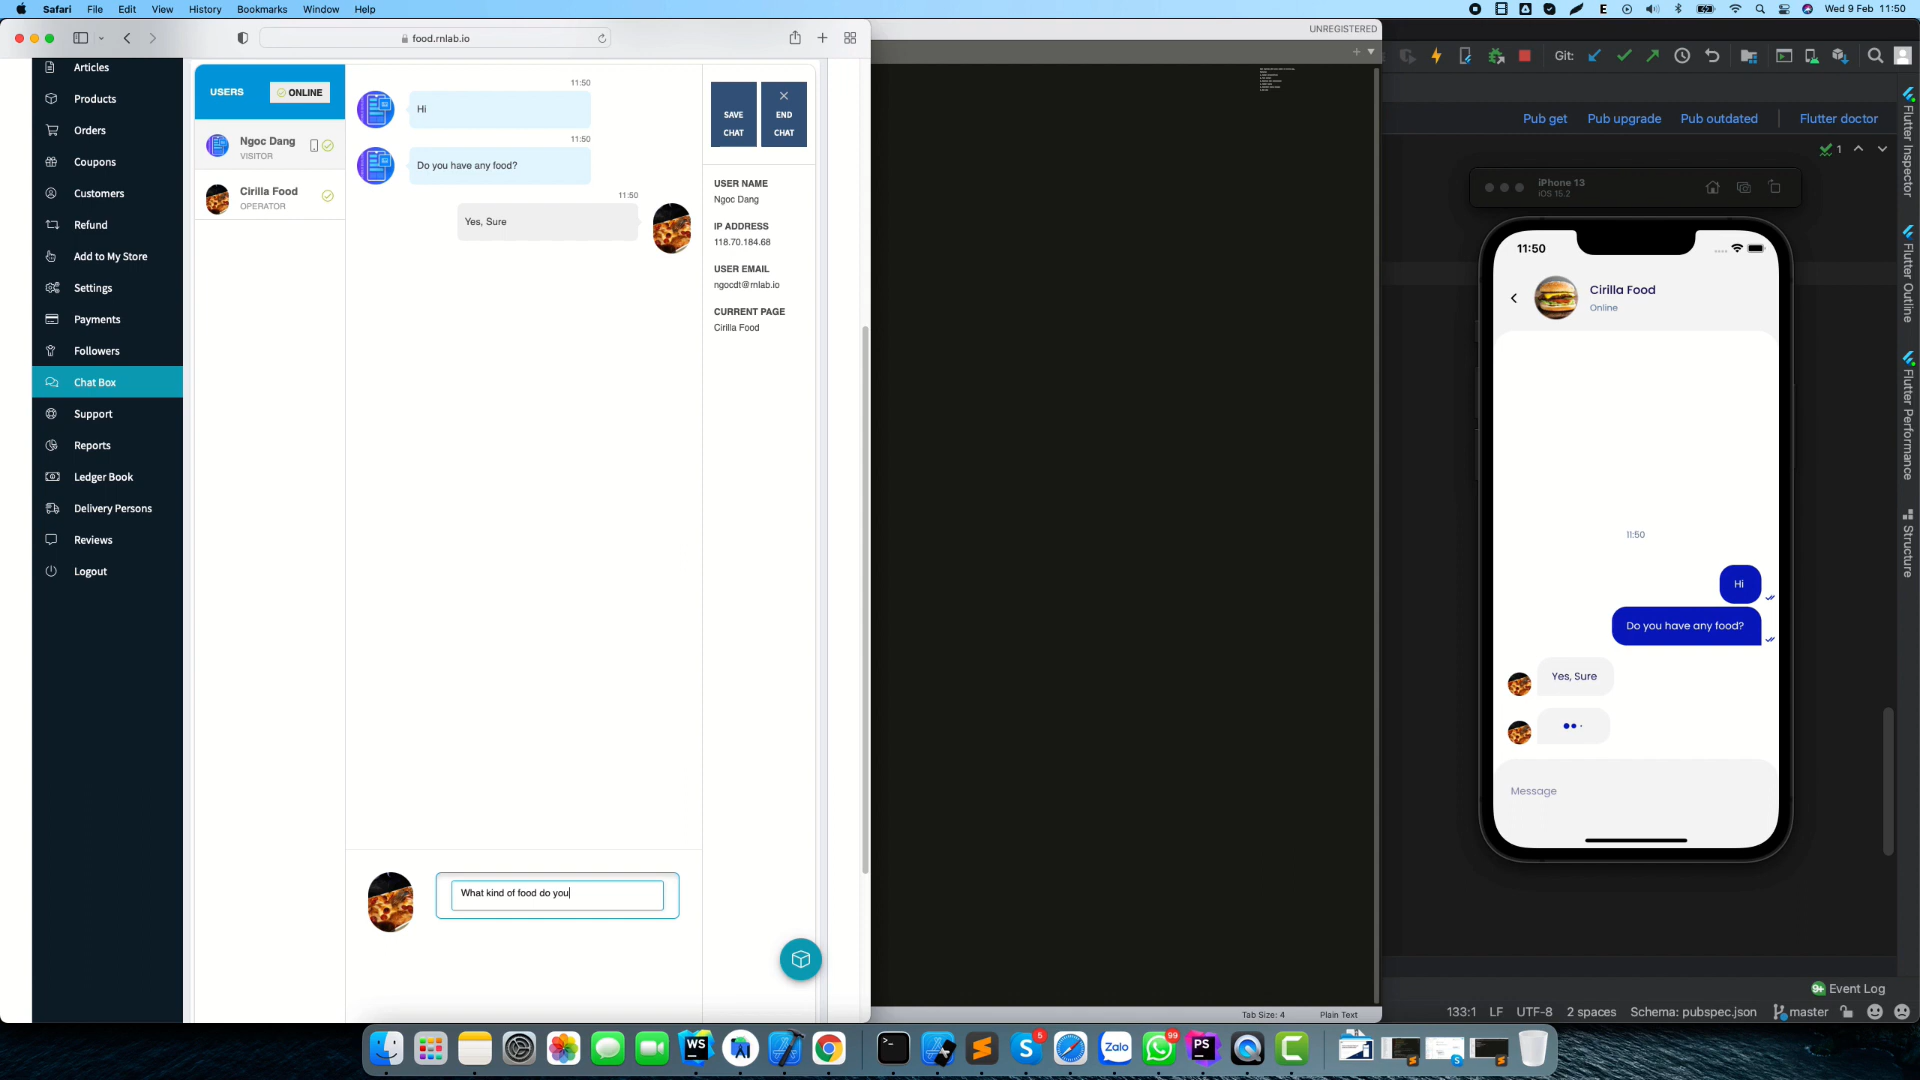 Safari File Edit View History Bookmarks Window Help
E
Wed 9 Feb 11:50
food.rnlab.io
UNREGISTERED
Articles
Products
Orders
Coupons
Customers
Refund
Add to My Store
Settings
Payments
Followers
Chat Box
Support
Reports
Ledger Book
Delivery Persons
Reviews
Logout
USERS
ONLINE
Ngoc Dang
VISITOR
Cirilla Food
OPERATOR
11:50
Hi
11:50
Do you have any food?
11:50
Yes, Sure
What kind of food do you
SAVE
CHAT
END
CHAT
USER NAME
Ngoc Dang
IP ADDRESS
118.70.184.68
USER EMAIL
ngocdt@rnlab.io
CURRENT PAGE
Cirilla Food
Tab Size: 4 Plain Text
Git:
Pub get Pub upgrade Pub outdated Flutter doctor
1
iPhone 13
iOS 15.2
11:50
Cirilla Food
Online
11:50
Hi
Do you have any food?
Yes, Sure
Message
Flutter Inspector
Flutter Outline
Flutter Performance
Structure
9+ Event Log
133:1 LF UTF-8 2 spaces Schema: pubspec.json master
WS
5
Zalo
99
PS